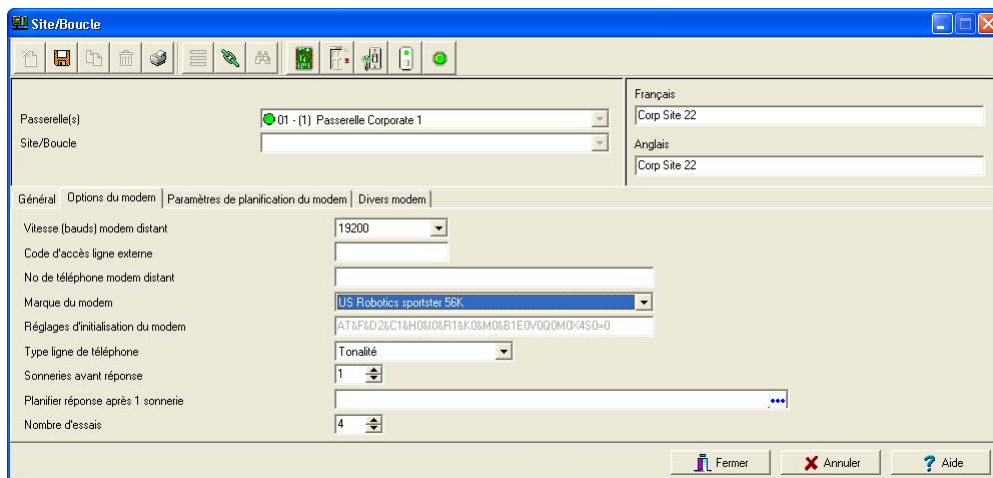 Site/Boucle
Français
Passerelle(s) 01 - (1) Passerelle Corporate 1 Corp Site 22
Site/Boucle
Anglais
Corp Site 22
Général Options du modem Paramètres de planification du modem Divers modem
Vitesse (bauds) modem distant 19200
Code d'accès ligne externe
No de téléphone modem distant
Marque du modem US Robotics sportster 56K
Réglages d'initialisation du modem AT&F&D2&C1&H0&I0&R1&K0&M0&B1E0V0Q0M0X4S0=0
Type ligne de téléphone Tonalité
Sonneries avant réponse 1
Planifier réponse après 1 sonnerie
Nombre d'essais 4
Fermer Annuler Aide